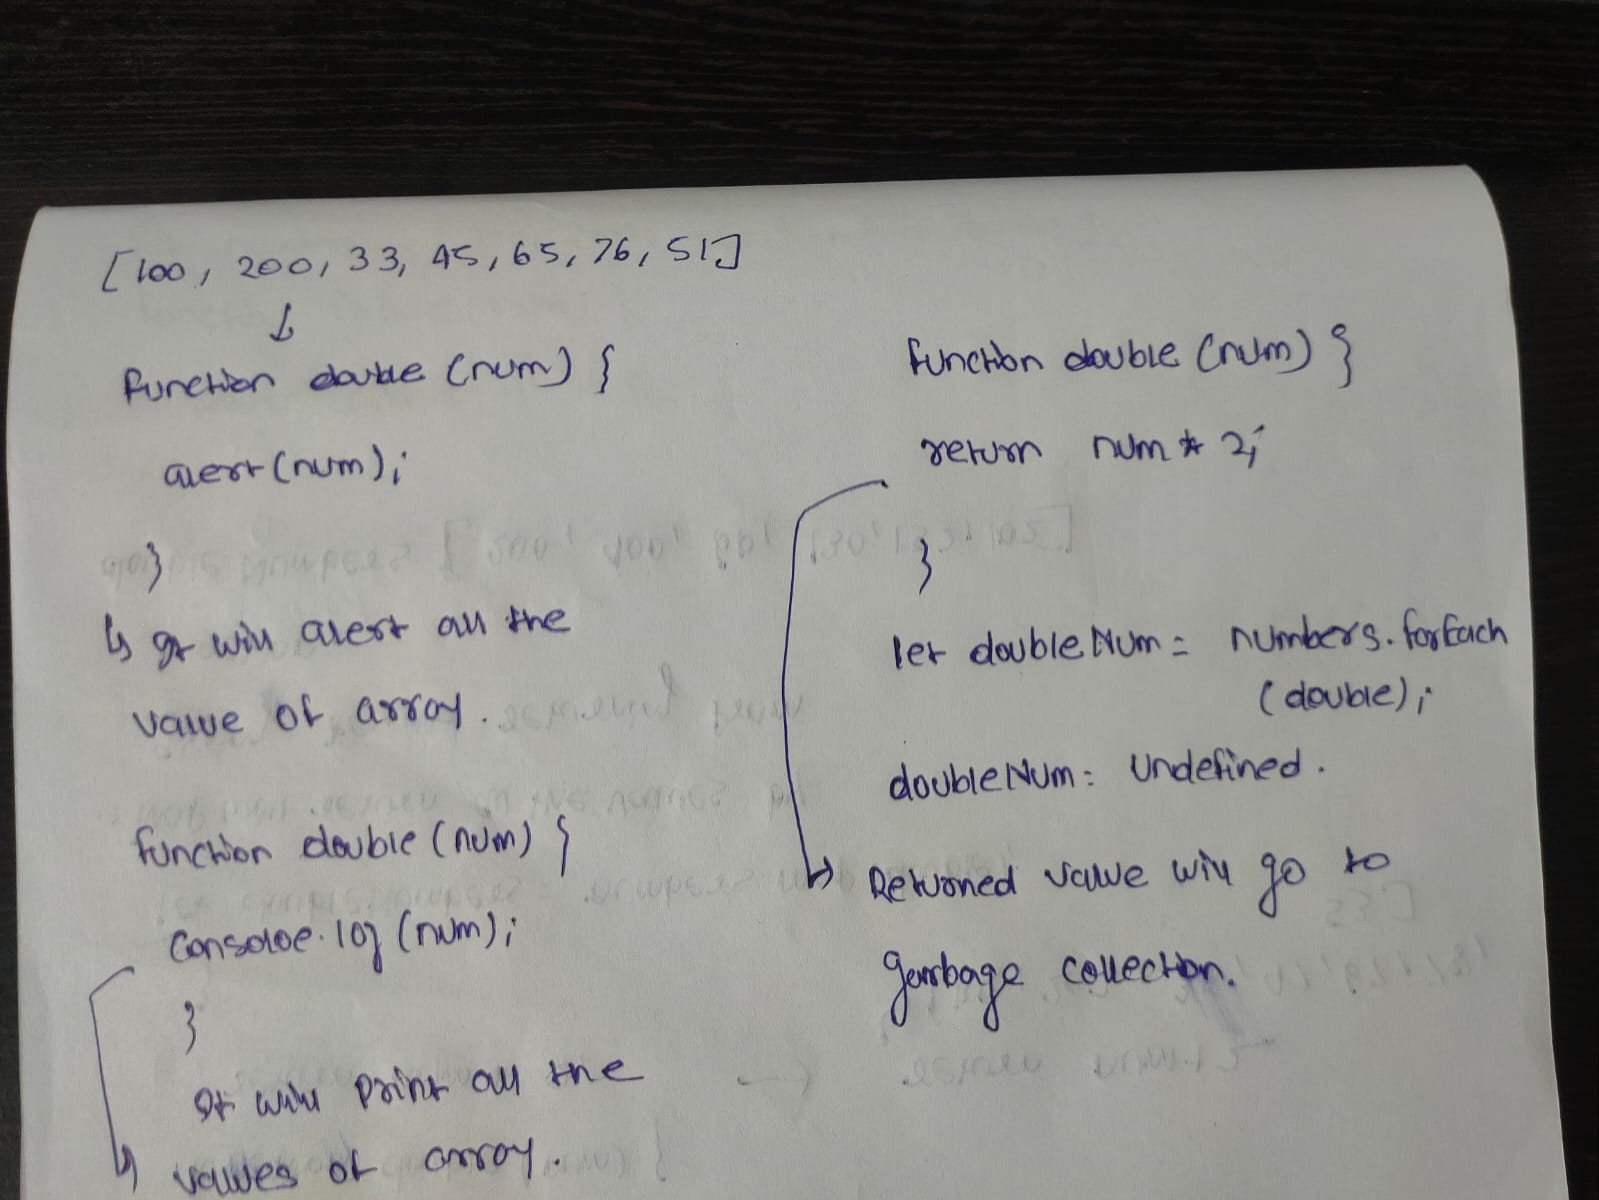 [100, 200, 33, 45, 65, 76, 51]
↓
function double (num) {
alert(num);
}
↳ It will alert all the
value of array.
function double (num) {
Console.log (num);
}
It will print all the
values of array.
function double (num) }
return num * 2;
}
let doubleNum = numbers.forEach
(double);
doubleNum = Undefined.
Returned value will go to
garbage collection.